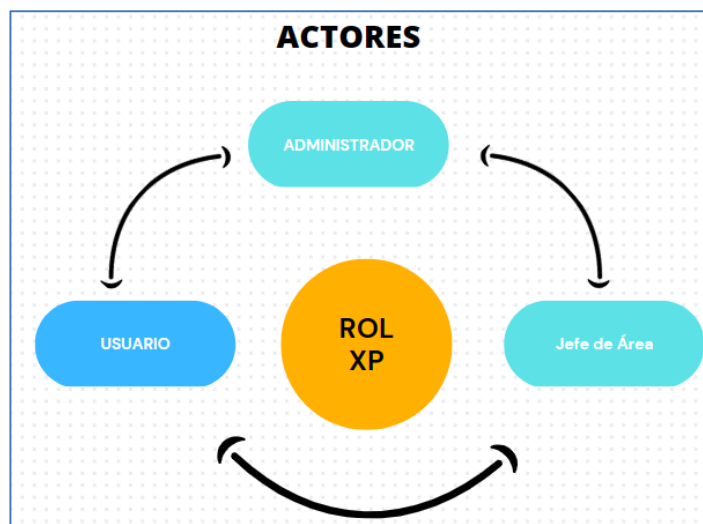 ACTORES
ADMINISTRADOR
USUARIO
ROL
XP
Jefe de Área